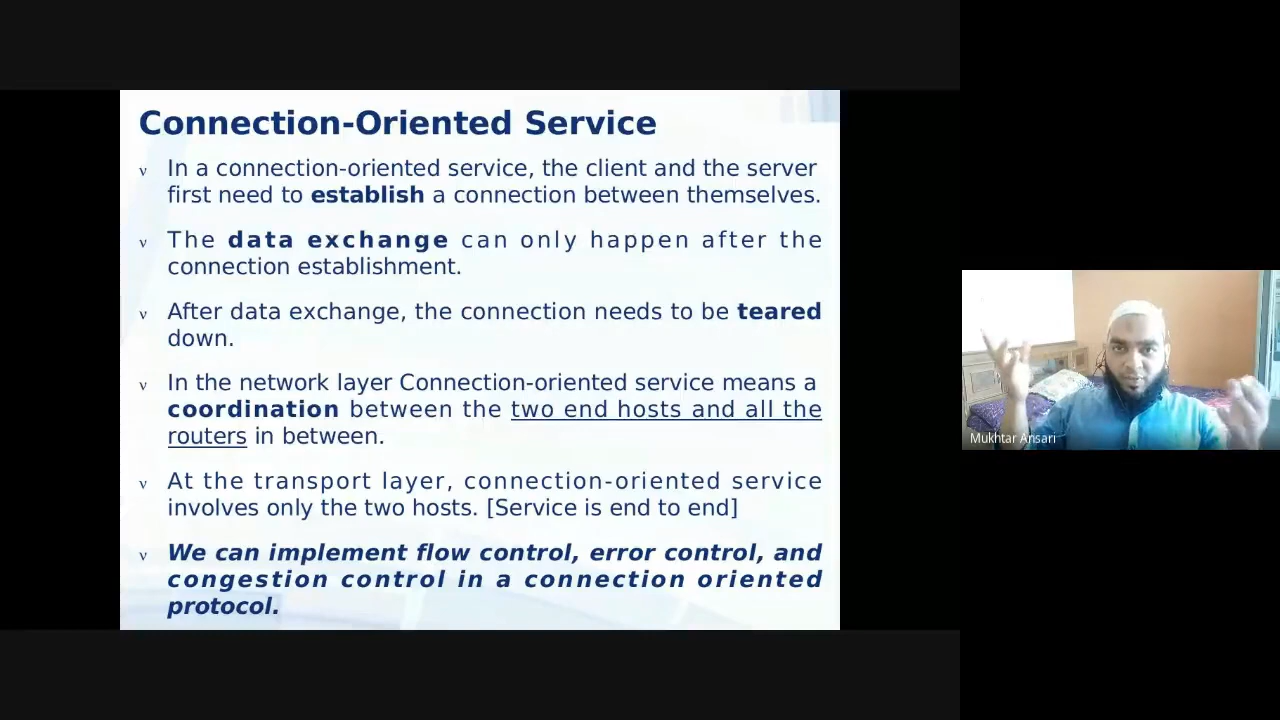 Connection-Oriented Service
ν In a connection-oriented service, the client and the server
first need to establish a connection between themselves.
ν The data exchange can only happen after the
connection establishment.
ν After data exchange, the connection needs to be teared
down.
ν In the network layer Connection-oriented service means a
coordination between the two end hosts and all the
routers in between.
ν At the transport layer, connection-oriented service
involves only the two hosts. [Service is end to end]
ν We can implement flow control, error control, and
congestion control in a connection oriented
protocol.
Mukhtar Ansari